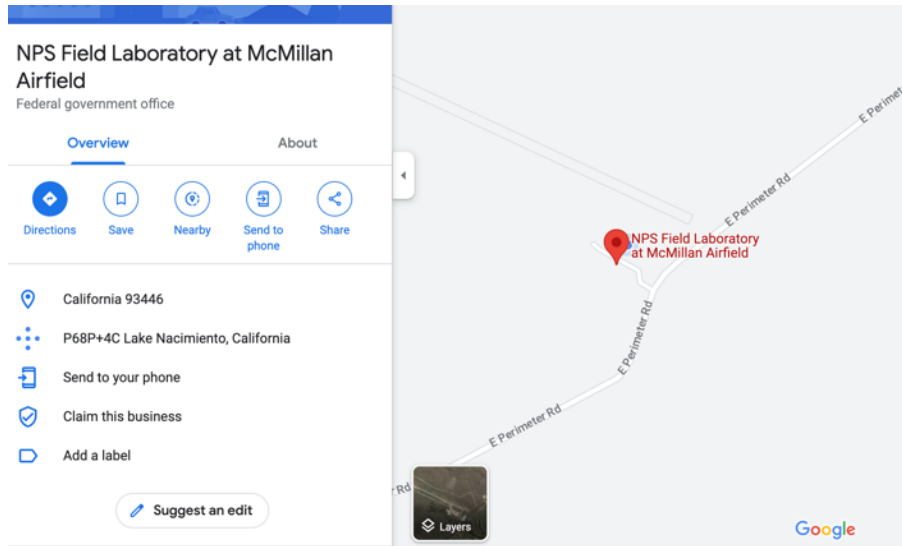 NPS Field Laboratory at McMillan
Airfield
Federal government office
Overview
About
Directions
Save
Nearby
Send to
phone
Share
California 93446
P68P+4C Lake Nacimiento, California
Send to your phone
Claim this business
Add a label
Suggest an edit
E Perimet
E Perimeter Rd
NPS Field Laboratory
at McMillan Airfield
E Perimeter Rd
E Perimeter Rd
Rd
Layers
Google